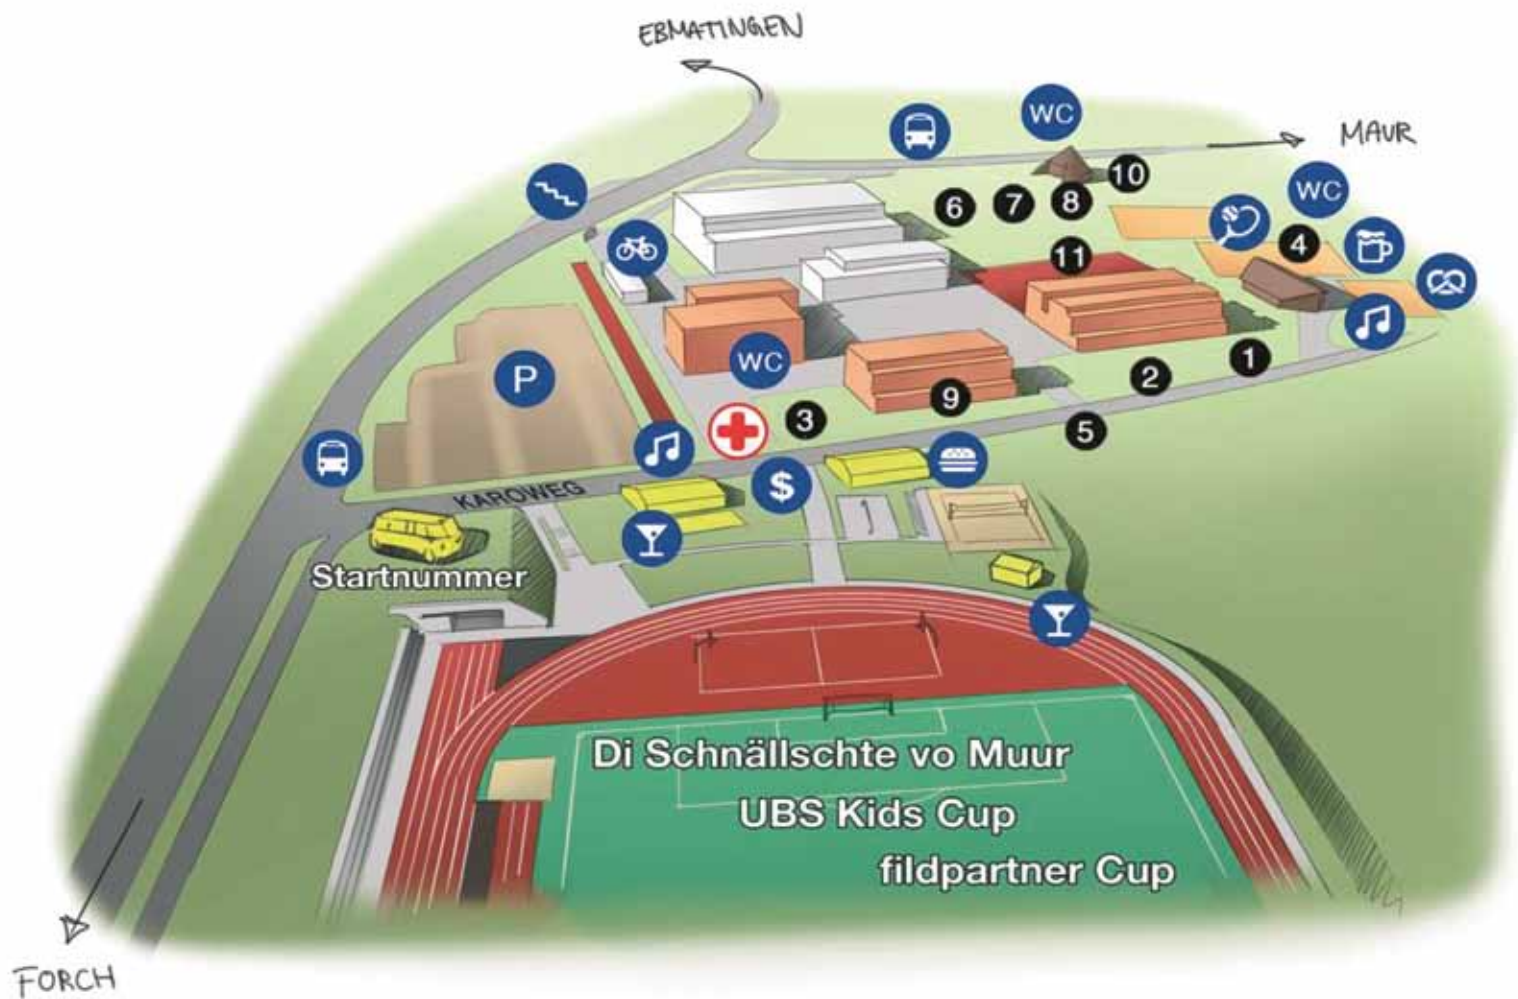 EBMATINGEN
WC
MAUR
10
WC
6
7
8
4
11
P
WC
1
2
9
3
5
$
KAROWEG
Startnummer
Di Schnällschte vo Muur
UBS Kids Cup
fildpartner Cup
FORCH